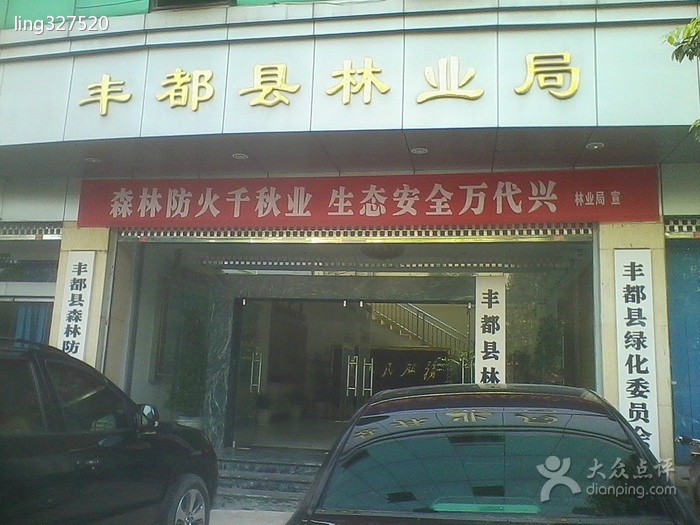 ling327520
丰都县林业局
森林防火千秋业 生态安全万代兴 林业局 宣
丰都县森林防
丰都县林
丰都县绿化委员会
大众点评
dianping.com